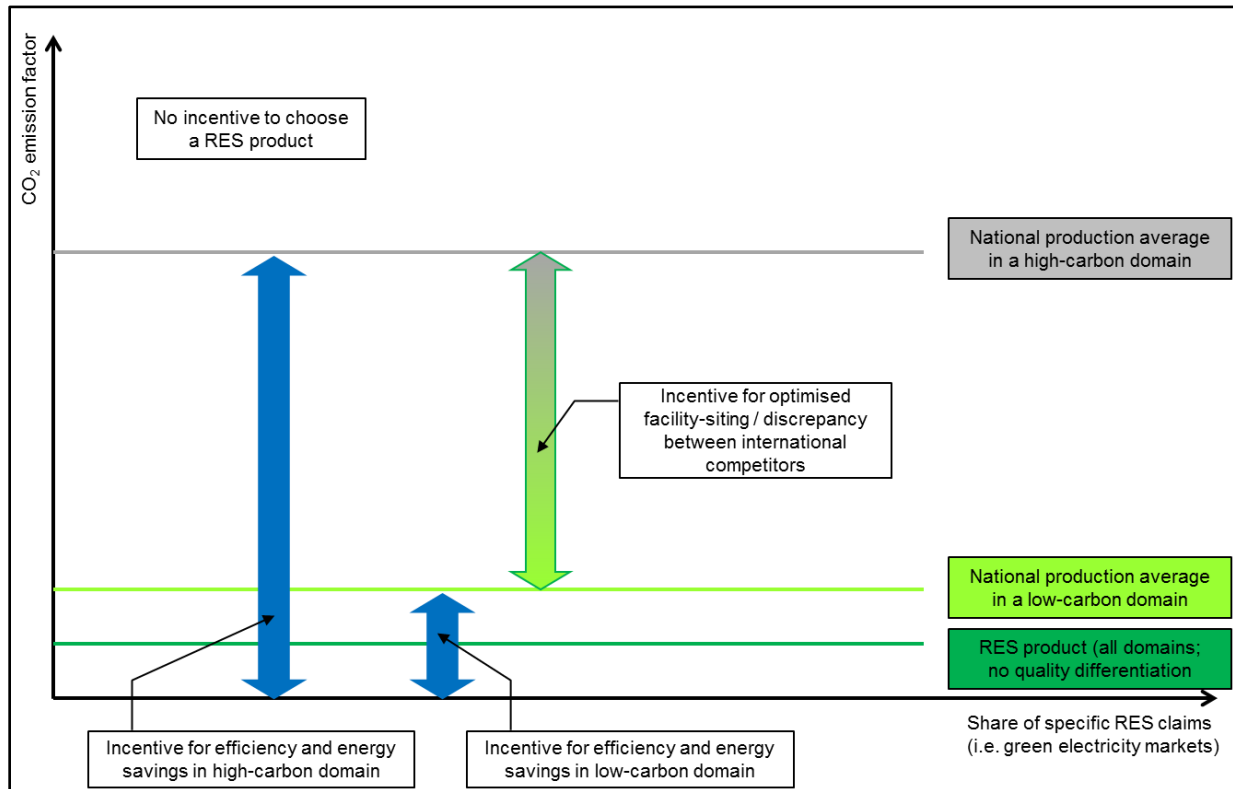 CO2 emission factor
No incentive to choose
a RES product
National production average
in a high-carbon domain
Incentive for optimised
facility-siting / discrepancy
between international
competitors
National production average
in a low-carbon domain
RES product (all domains;
no quality differentiation
Share of specific RES claims
(i.e. green electricity markets)
Incentive for efficiency and energy
savings in high-carbon domain
Incentive for efficiency and energy
savings in low-carbon domain